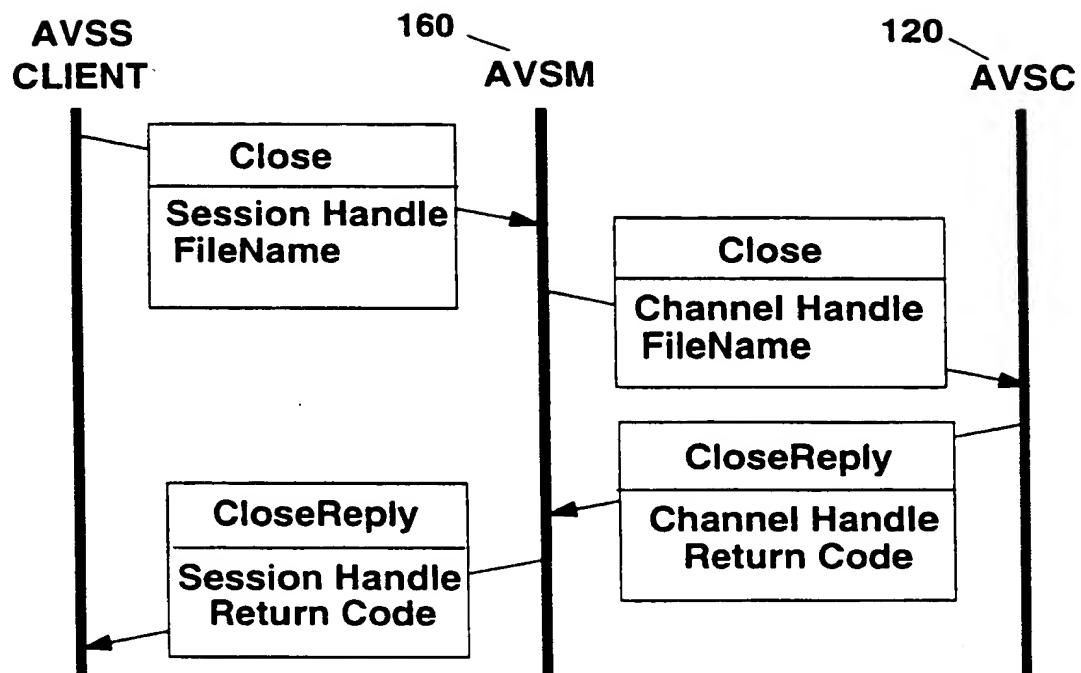 AVSS
CLIENT
160
AVSM
120
AVSC
Close
Session Handle
FileName
Close
Channel Handle
FileName
CloseReply
Channel Handle
Return Code
CloseReply
Session Handle
Return Code